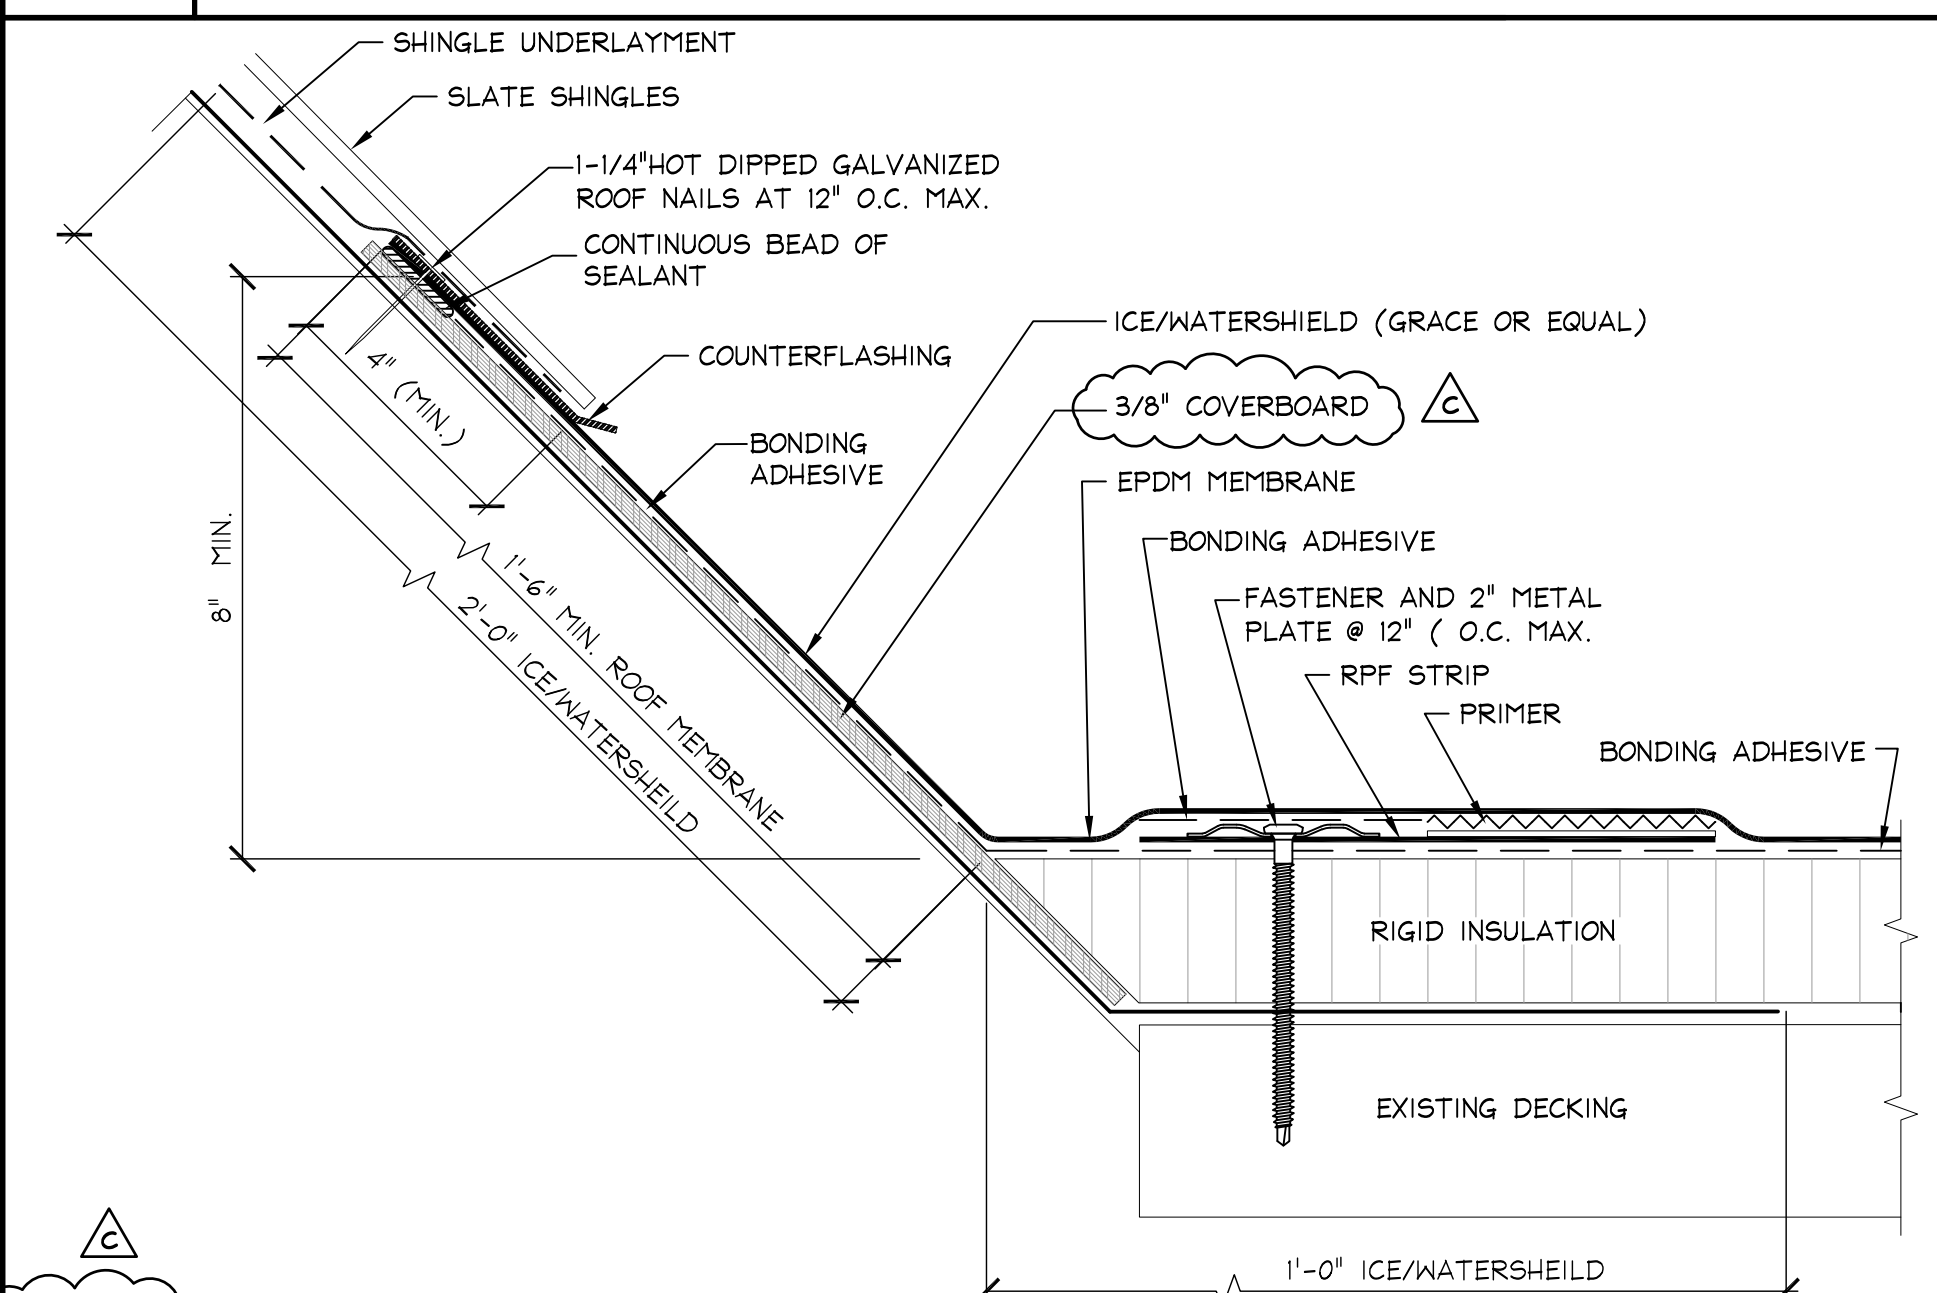 SHINGLE UNDERLAYMENT
SLATE SHINGLES
1-1/4"HOT DIPPED GALVANIZED
ROOF NAILS AT 12" O.C. MAX.
CONTINUOUS BEAD OF
SEALANT
ICE/WATERSHIELD (GRACE OR EQUAL)
COUNTERFLASHING
3/8" COVERBOARD
C
4" (MIN.)
BONDING
ADHESIVE
EPDM MEMBRANE
BONDING ADHESIVE
8" MIN.
1'-6" MIN. ROOF MEMBRANE
2'-0" ICE/WATERSHEILD
FASTENER AND 2" METAL
PLATE @ 12" ( O.C. MAX.
RPF STRIP
PRIMER
BONDING ADHESIVE
RIGID INSULATION
EXISTING DECKING
C
1'-0" ICE/WATERSHEILD